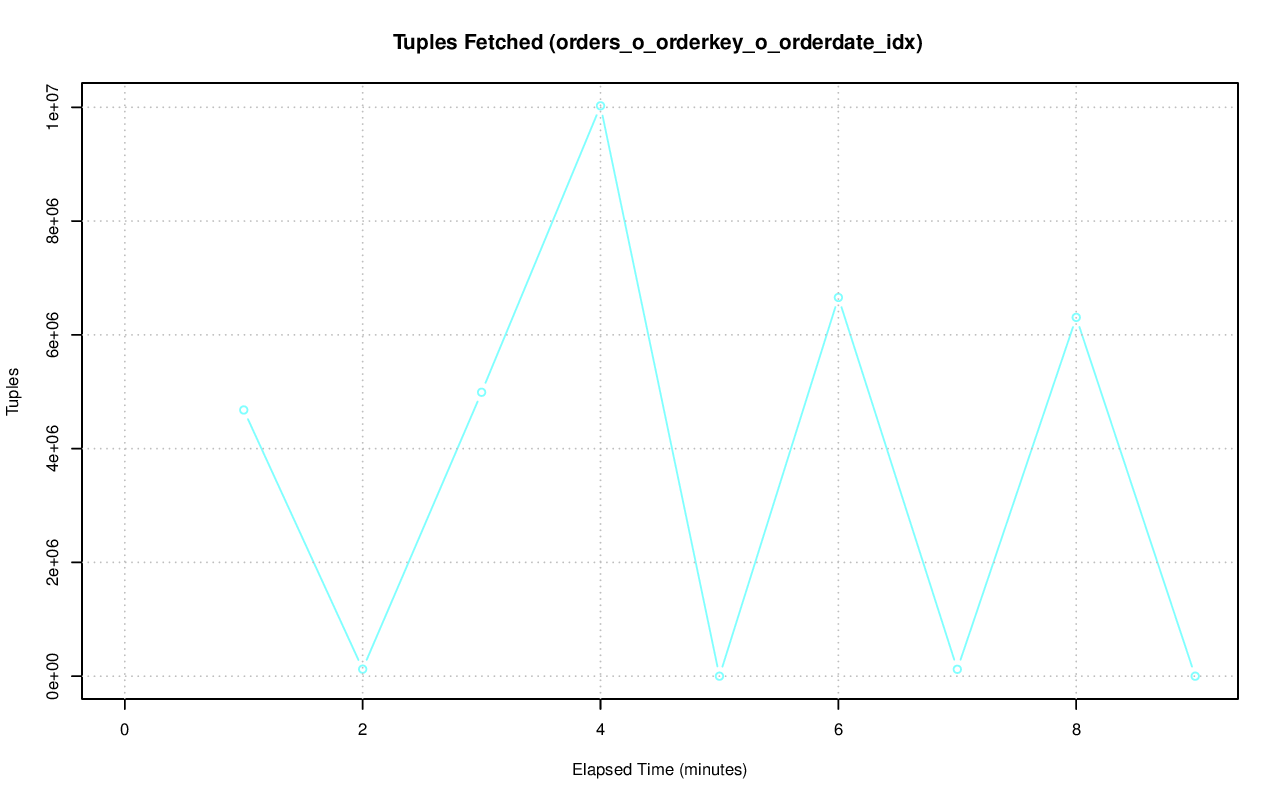 Tuples Fetched (orders_o_orderkey_o_orderdate_idx)
1e+07
8e+06
6e+06
4e+06
2e+06
0e+00
Tuples
0 2 4 6 8
Elapsed Time (minutes)